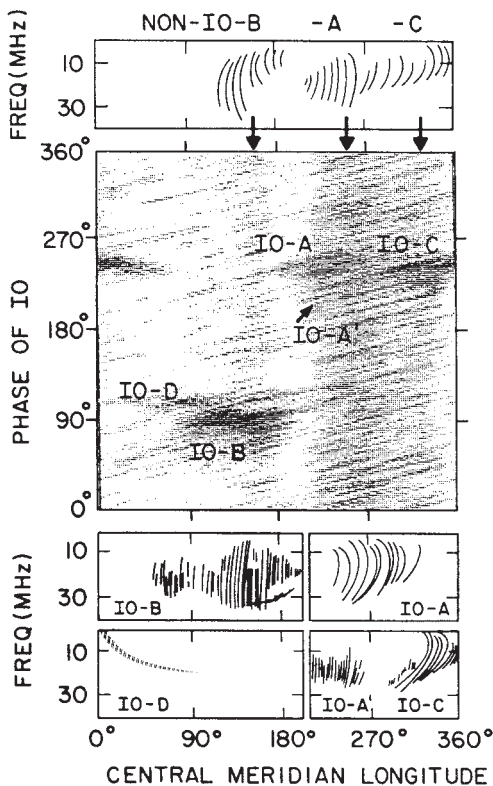 NON-IO-B -A -C
FREQ(MHz)
10
30
360°
270°
180°
90°
0°
PHASE OF IO
IO-A IO-C
IO-A'
IO-D
IO-B
FREQ (MHz)
10
30
IO-B IO-A
10
30
IO-D IO-A' IO-C
0° 90° 180° 270° 360°
CENTRAL MERIDIAN LONGITUDE